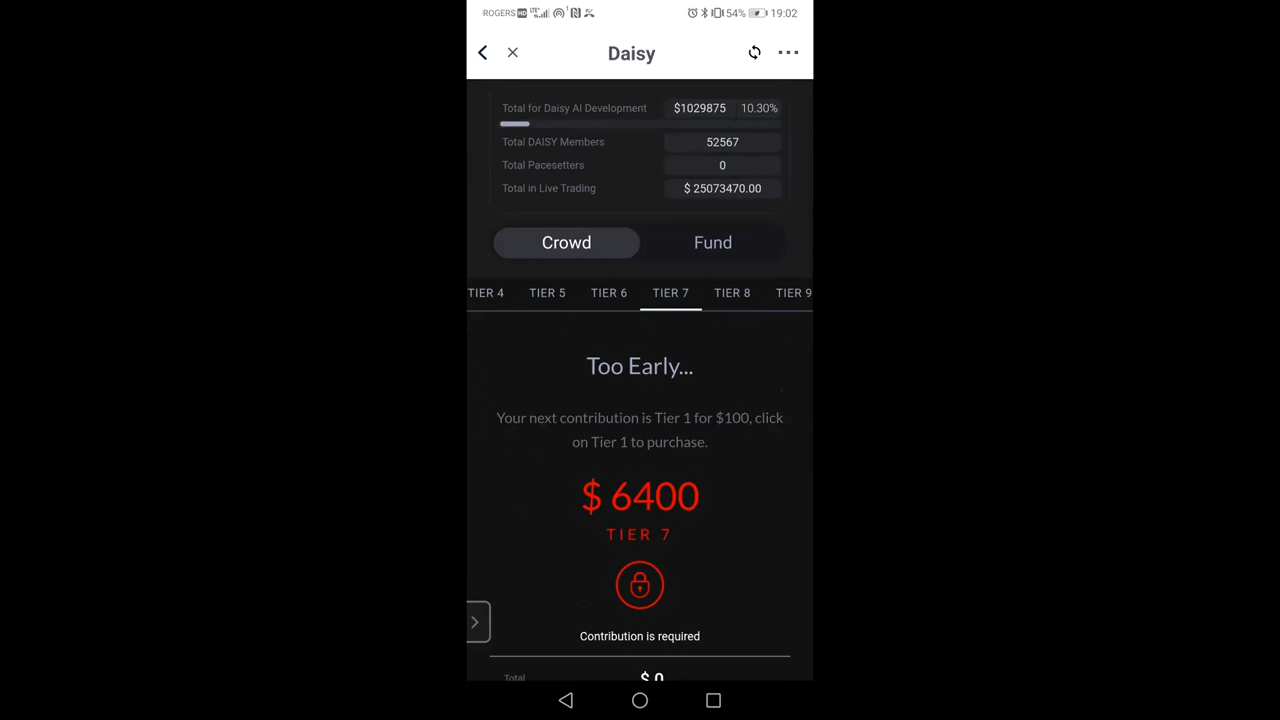 ROGERS HD LTE 1 54% 19:02
Daisy
Total for Daisy AI Development $1029875 10.30%
Total DAISY Members 52567
Total Pacesetters 0
Total in Live Trading $ 25073470.00
Crowd Fund
TIER 4 TIER 5 TIER 6 TIER 7 TIER 8 TIER 9
Too Early...
Your next contribution is Tier 1 for $100, click
on Tier 1 to purchase.
$ 6400
TIER 7
Contribution is required
Total $ 0